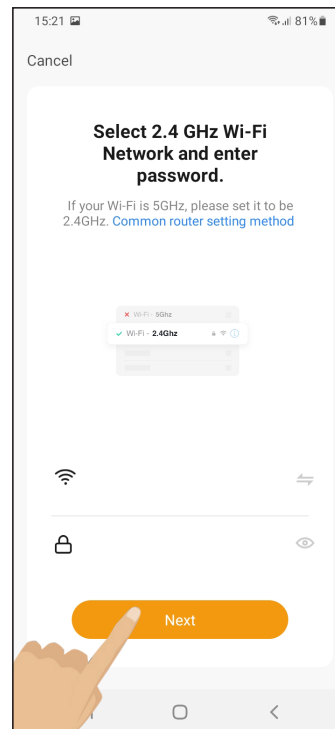 15:21 81%
Cancel
Select 2.4 GHz Wi-Fi
Network and enter
password.
If your Wi-Fi is 5GHz, please set it to be
2.4GHz. Common router setting method
Wi-Fi - 5Ghz
Wi-Fi - 2.4Ghz
Next